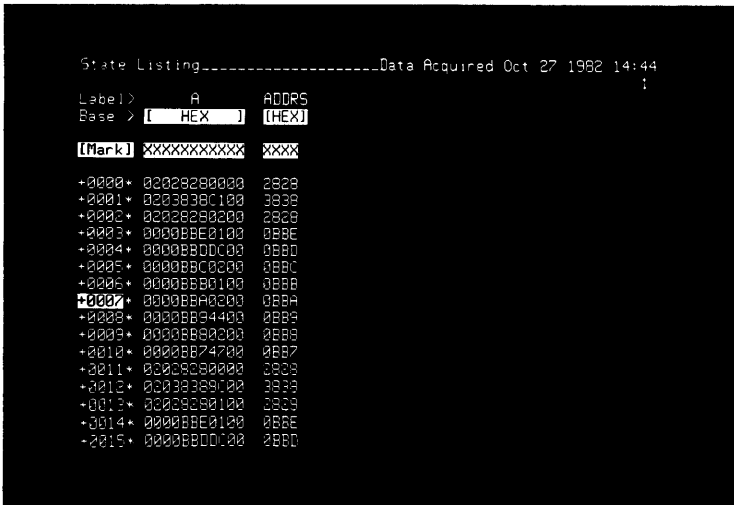 State Listing____________________Data Acquired Oct 27 1982 14:44
Label> A ADDRS
Base > [ HEX ] [HEX]
[Mark] XXXXXXXXXXX XXXX
+0000* 02028280000 2828
+0001* 0203838C100 3838
+0002* 02028280200 2828
+0003* 0000BBE0100 0BBE
+0004* 0000BBDDC00 0BBD
+0005* 0000BBC0200 0BBC
+0006* 0000BBB0100 0BBB
+0007* 0000BBA0200 0BBA
+0008* 0000BB94400 0BB9
+0009* 0000BB80200 0BB8
+0010* 0000BB74700 0BB7
+0011* 02028280000 2828
+0012* 02038389C00 3838
+0013* 02028280100 2828
+0014* 0000BBE0100 0BBE
+0015* 0000BBDDC00 0BBD